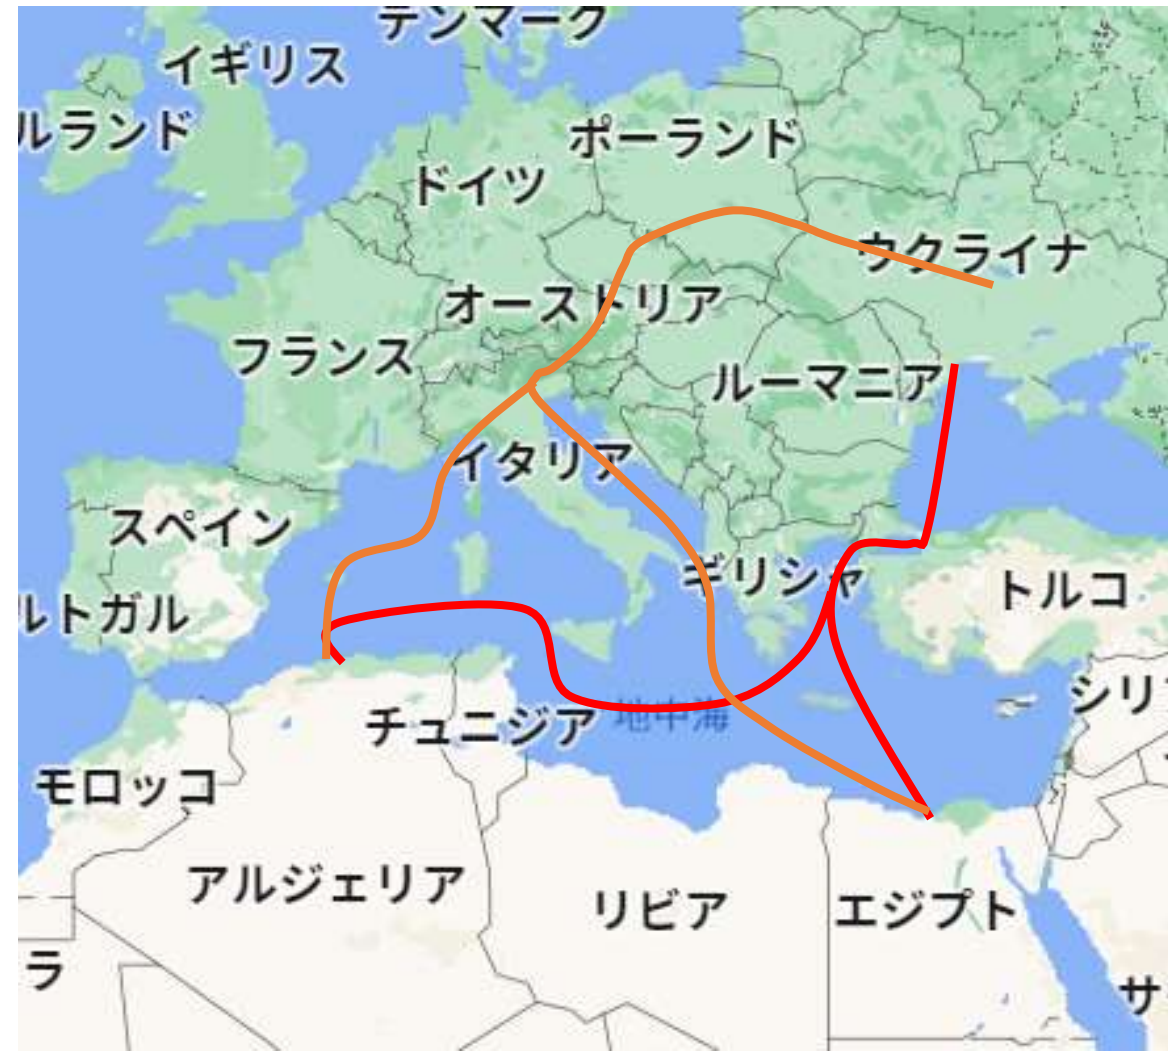 デンマーク
イギリス
ルランド
ポーランド
ドイツ
ウクライナ
オーストリア
フランス
ルーマニア
イタリア
スペイン
ギリシャ
トルコ
ルトガル
シリ
チュニジア
地中海
モロッコ
アルジェリア
リビア
エジプト
ラ
サ